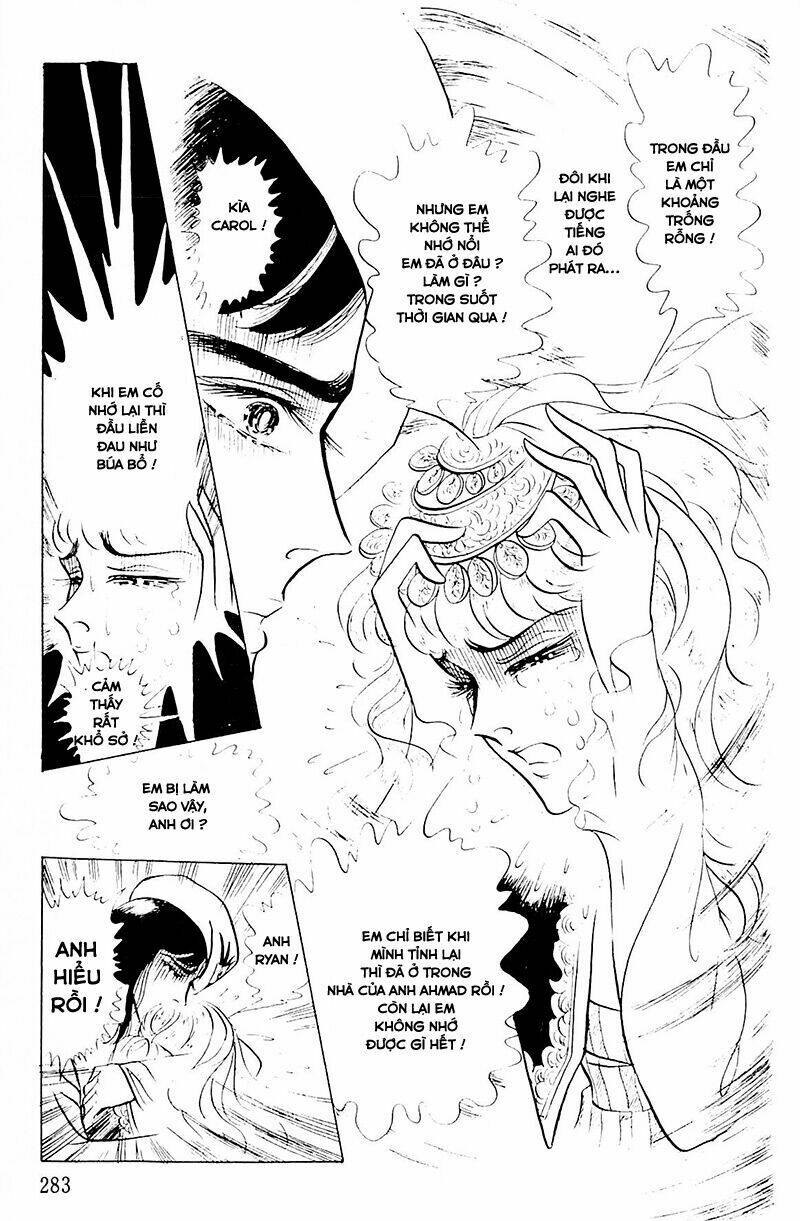 TRONG ĐẦU
EM CHỈ
LÀ MỘT
KHOẢNG
TRỐNG
RỖNG !
ĐÔI KHI
LẠI NGHE
ĐƯỢC
TIẾNG
AI ĐÓ
PHÁT RA...
NHƯNG EM
KHÔNG THỂ
NHỚ NỔI
EM ĐÃ Ở ĐÂU ?
LÀM GÌ ?
TRONG SUỐT
THỜI GIAN QUA !
KÌA
CAROL !
KHI EM CỐ
NHỚ LẠI THÌ
ĐẦU LIỀN
ĐAU NHƯ
BÚA BỔ !
CẢM
THẤY
RẤT
KHỔ SỞ !
EM BỊ LÀM
SAO VẬY,
ANH ƠI ?
EM CHỈ BIẾT KHI
MÌNH TỈNH LẠI
THÌ ĐÃ Ở TRONG
NHÀ CỦA ANH AHMAD RỒI !
CÒN LẠI EM
KHÔNG NHỚ
ĐƯỢC GÌ HẾT !
ANH
RYAN !
ANH
HIỂU
RỒI !
283